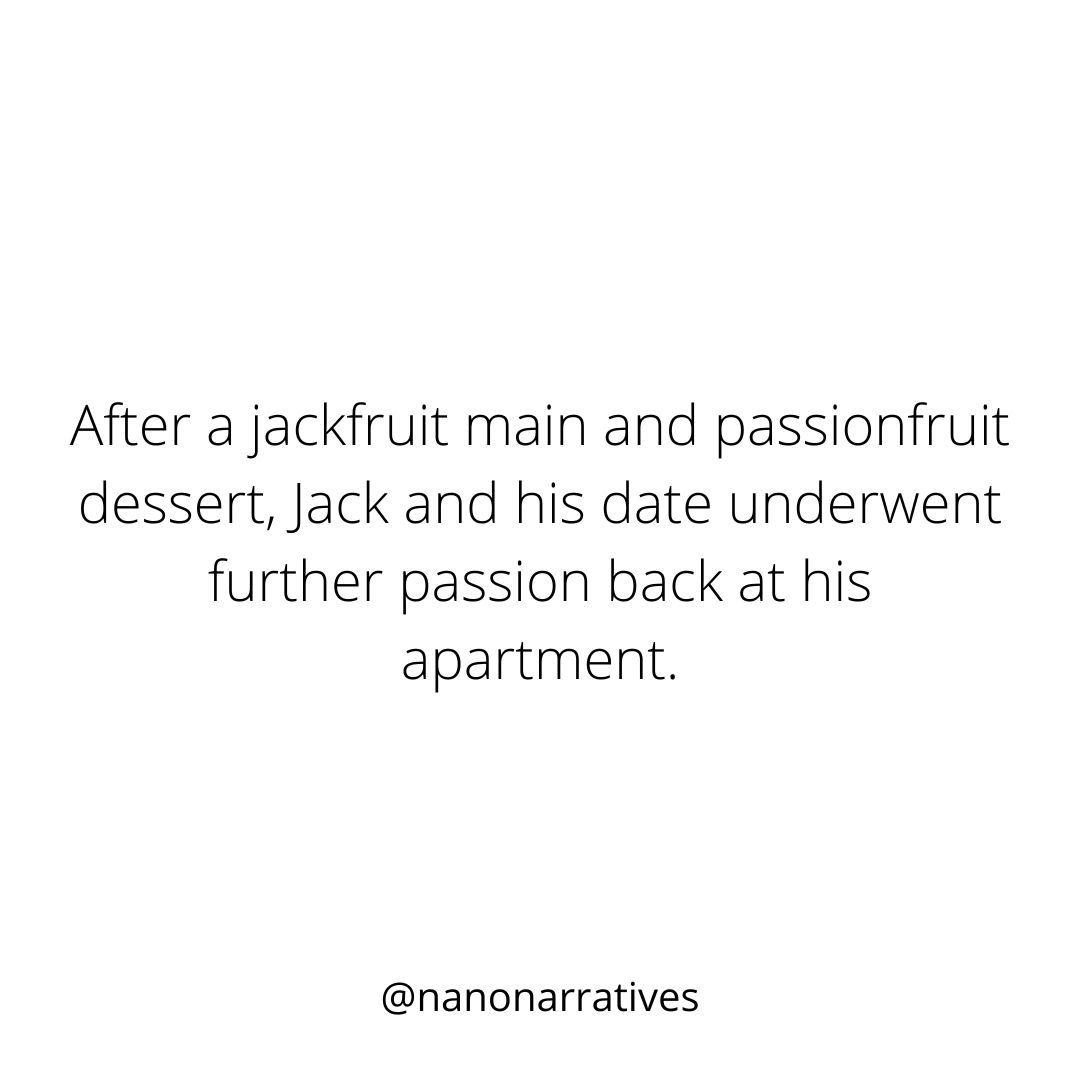 After a jackfruit main and passionfruit
dessert, Jack and his date underwent
further passion back at his
apartment.
@nanonarratives